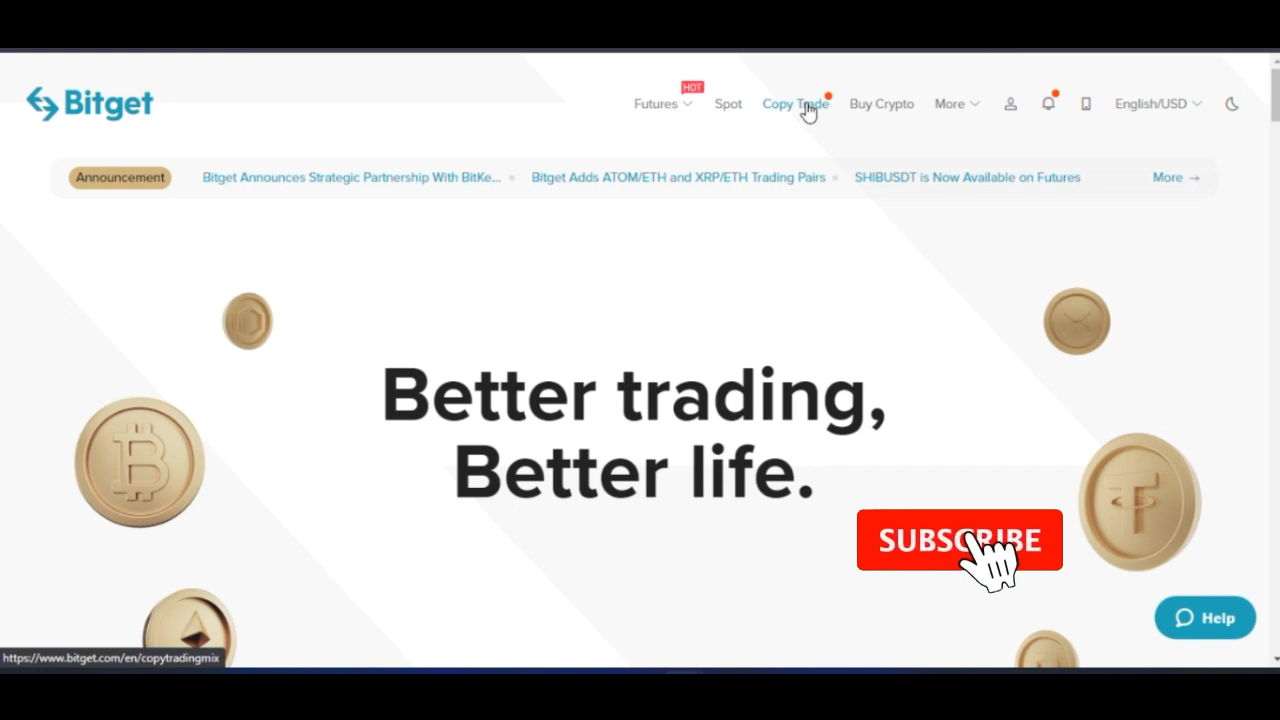 HOT
Bitget
Futures Spot Copy Trade Buy Crypto More English/USD
Announcement Bitget Announces Strategic Partnership With BitKe... Bitget Adds ATOM/ETH and XRP/ETH Trading Pairs SHIBUSDT is Now Available on Futures More →
Better trading,
Better life.
SUBSCRIBE
Help
https://www.bitget.com/en/copytradingmix